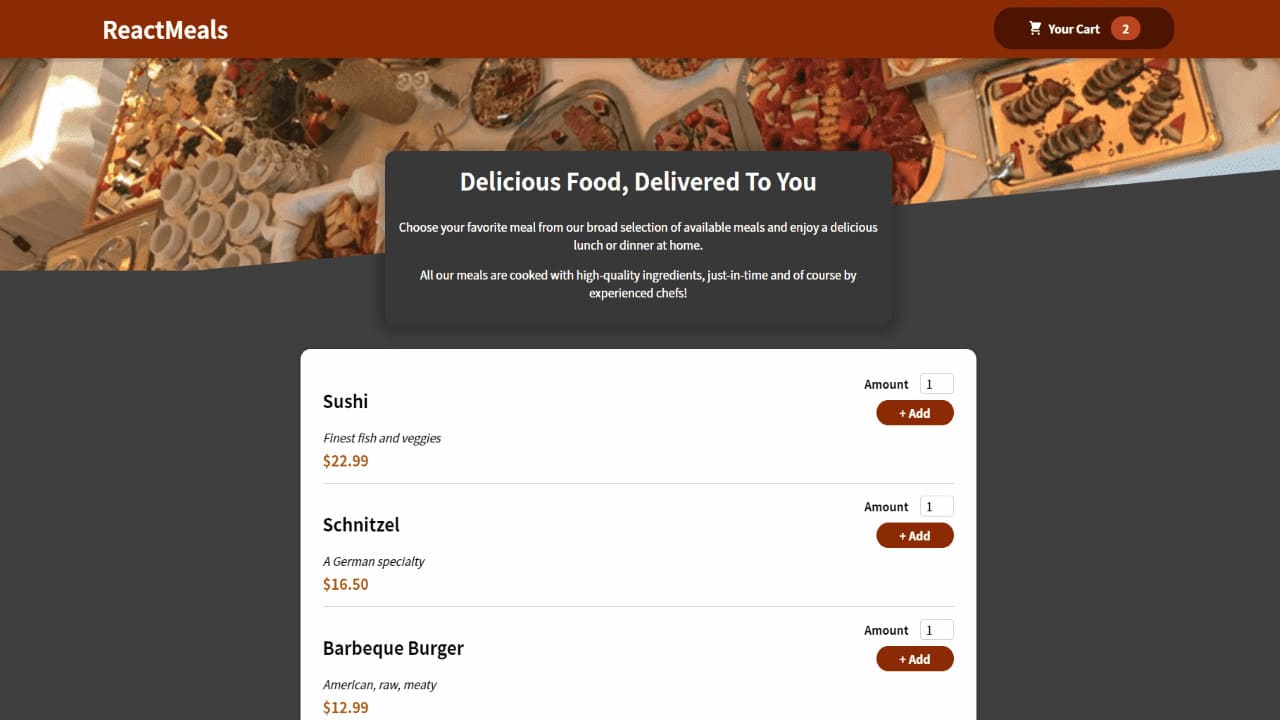 ReactMeals
Your Cart 2
Delicious Food, Delivered To You
Choose your favorite meal from our broad selection of available meals and enjoy a delicious
lunch or dinner at home.
All our meals are cooked with high-quality ingredients, just-in-time and of course by
experienced chefs!
Sushi
Finest fish and veggies
$22.99
Amount 1
+ Add
Schnitzel
A German specialty
$16.50
Amount 1
+ Add
Barbeque Burger
American, raw, meaty
$12.99
Amount 1
+ Add